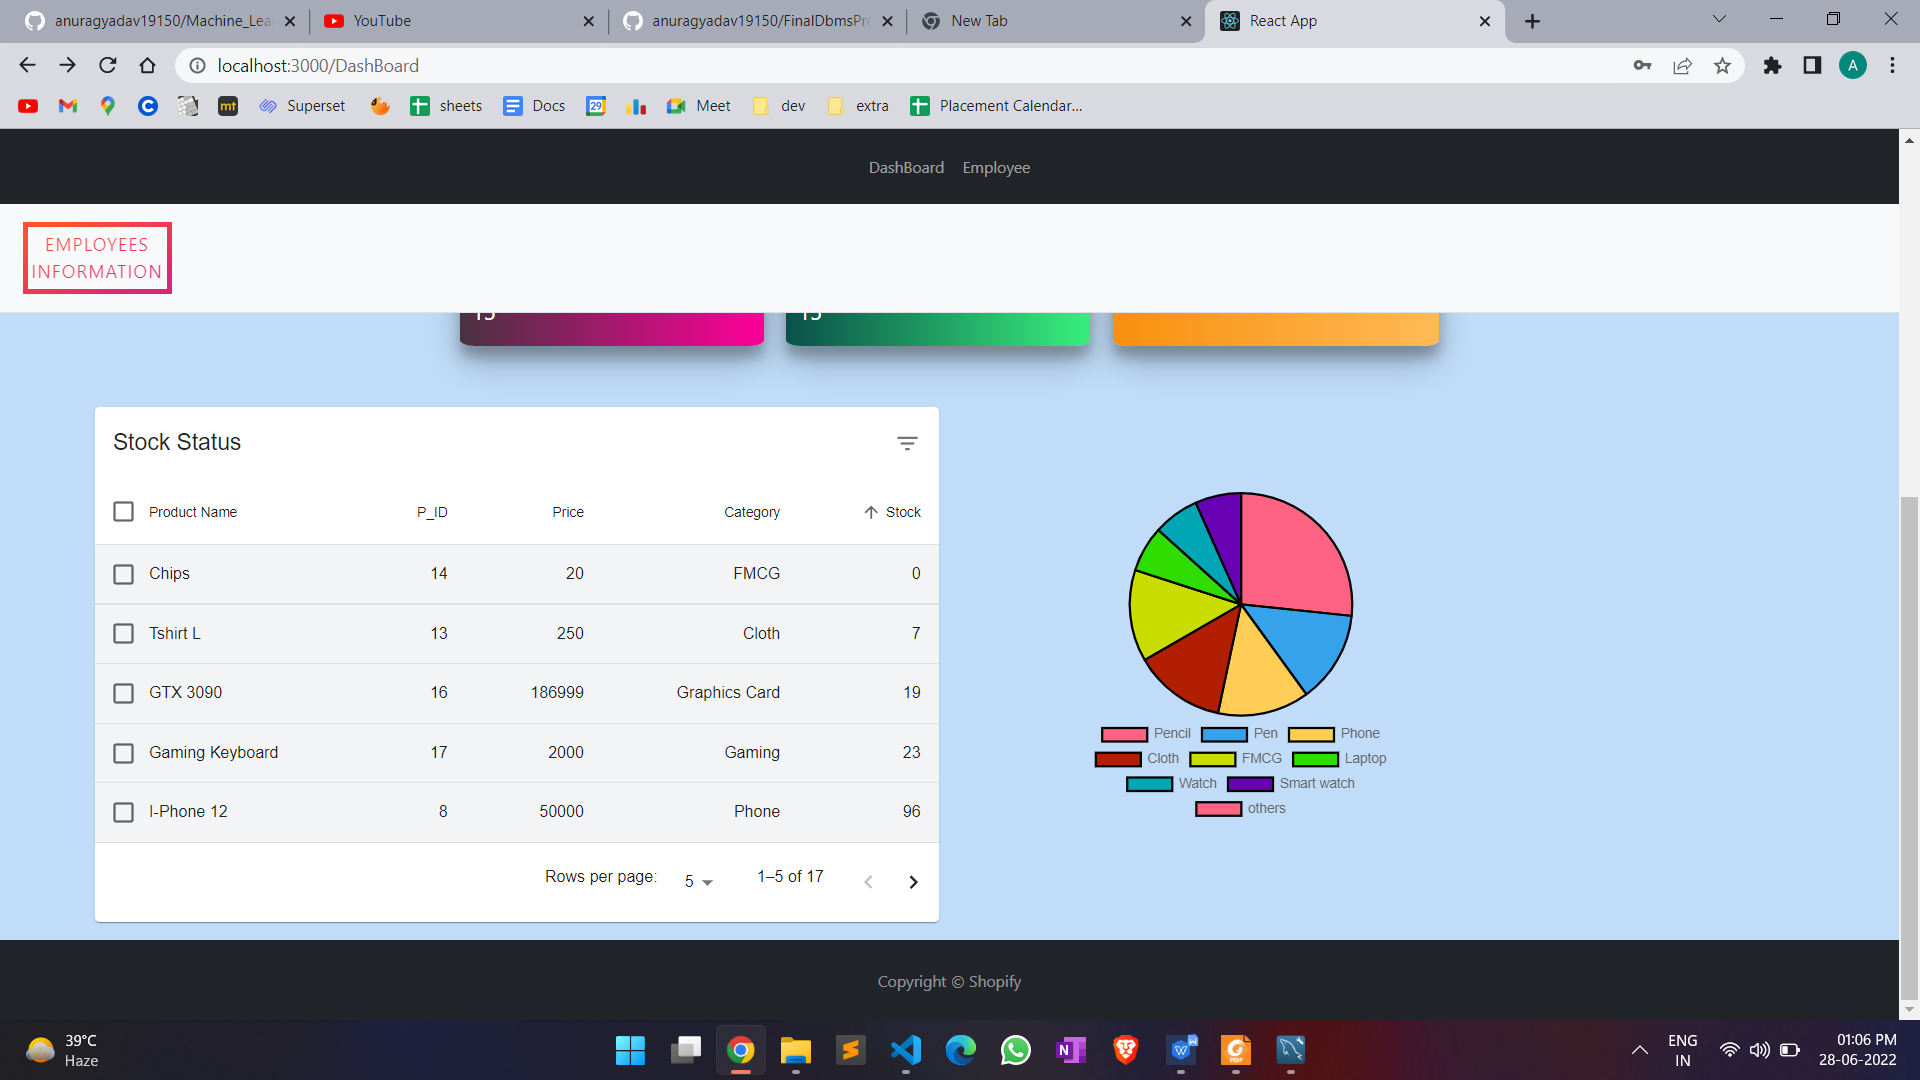 anuragyadav19150/Machine_Lea
YouTube
anuragyadav19150/FinalDbmsPro
New Tab
React App
localhost:3000/DashBoard
A
mt
Superset
sheets
Docs
29
Meet
dev
extra
Placement Calendar...
DashBoard Employee
EMPLOYEES
INFORMATION
Stock Status
Product Name P_ID Price Category Stock
Chips 14 20 FMCG 0
Tshirt L 13 250 Cloth 7
GTX 3090 16 186999 Graphics Card 19
Gaming Keyboard 17 2000 Gaming 23
I-Phone 12 8 50000 Phone 96
Rows per page: 5 1–5 of 17
Pencil Pen Phone
Cloth FMCG Laptop
Watch Smart watch
others
Copyright © Shopify
39°C
Haze
ENG
IN
01:06 PM
28-06-2022